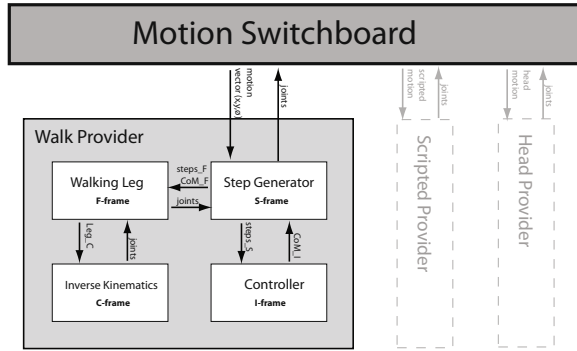 Motion Switchboard
motion
vector (x,y,ø)
joints
scripted
motion
joints
head
motion
joints
Walk Provider
Walking Leg
F-frame
steps_F
CoM_F
joints
Step Generator
S-frame
Leg_C
joints
steps_S
CoM_I
Inverse Kinematics
C-frame
Controller
I-frame
Scripted Provider
Head Provider